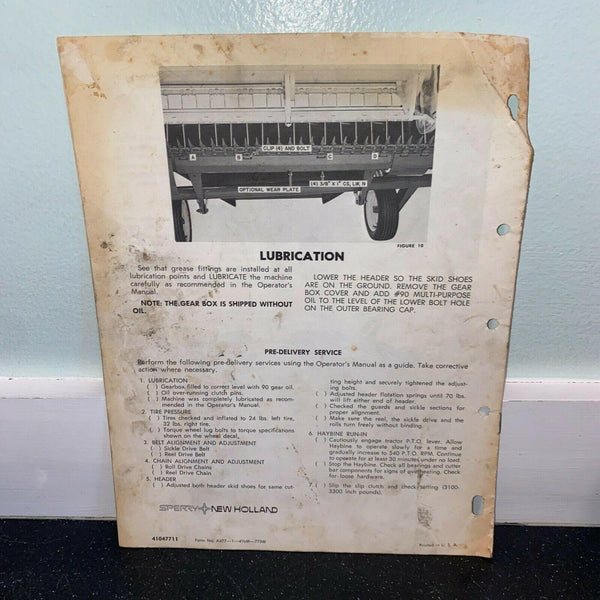 CLIP (4) AND BOLT
A B C D
OPTIONAL WEAR PLATE
(4) 3/8" X 1" CS, LW, N
FIGURE 10
LUBRICATION
See that grease fittings are installed at all
lubrication points and LUBRICATE the machine
carefully as recommended in the Operator's
Manual.
NOTE: THE GEAR BOX IS SHIPPED WITHOUT
OIL.
LOWER THE HEADER SO THE SKID SHOES
ARE ON THE GROUND. REMOVE THE GEAR
BOX COVER AND ADD #90 MULTI-PURPOSE
OIL TO THE LEVEL OF THE LOWER BOLT HOLE
ON THE OUTER BEARING CAP.
PRE-DELIVERY SERVICE
Perform the following pre-delivery services using the Operator's Manual as a guide. Take corrective
action where necessary.
1. LUBRICATION
( ) Gearbox filled to correct level with 90 gear oil.
( ) Oil over-running clutch pins.
( ) Machine was completely lubricated as recom-
mended in the Operator's Manual.
2. TIRE PRESSURE
( ) Tires checked and inflated to 24 lbs. left tire,
32 lbs. right tire.
( ) Torque wheel lug bolts to torque specifications
shown on the wheel decal.
3. BELT ALIGNMENT AND ADJUSTMENT
( ) Sickle Drive Belt
( ) Reel Drive Belt
4. CHAIN ALIGNMENT AND ADJUSTMENT
( ) Roll Drive Chains
( ) Reel Drive Chain
5. HEADER
( ) Adjusted both header skid shoes for same cut-
ting height and securely tightened the adjust-
ing bolts.
( ) Adjusted header flotation springs until 70 lbs.
will lift either end of header.
( ) Checked the guards and sickle sections for
proper alignment.
( ) Make sure the reel, the sickle drive and the
rolls turn freely without binding.
6. HAYBINE RUN-IN
( ) Cautiously engage tractor P.T.O. lever. Allow
Haybine to operate slowly for a time and
gradually increase to 540 P.T.O. RPM. Continue
to operate for at least 30 minutes under no load.
( ) Stop the Haybine. Check all bearings and cutter
bar components for signs of overheating. Check
for loose hardware.
7. ( ) Slip the slip clutch and check setting (3100-
3300 inch pounds).
SPERRY NEW HOLLAND
41047711
Form No.
Printed in U. S. A.